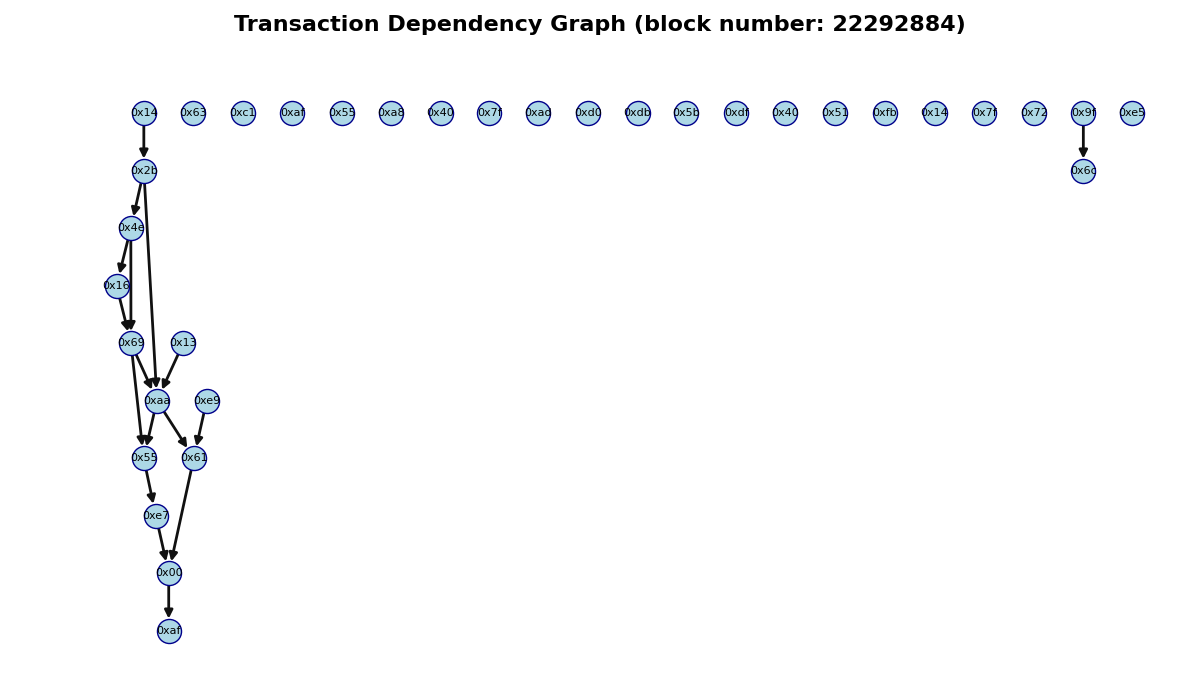 Transaction Dependency Graph (block number: 22292884)
0x14 0x63 0xc1 0xaf 0x55 0xa8 0x40 0x7f 0xad 0xd0 0xdb 0x5b 0xdf 0x40 0x51 0xfb 0x14 0x7f 0x72 0x9f 0xe5
0x2b 0x6c
0x4e
0x16
0x69 0x13
0xaa 0xe9
0x55 0x61
0xe7
0x00
0xaf